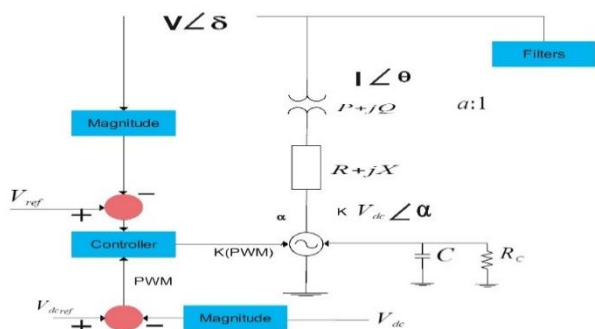 V∠δ
Filters
I∠θ
P+jQ
a:1
Magnitude
R+jX
V_ref
+
−
α
K V_dc∠α
Controller
K(PWM)
C
R_C
PWM
V_dcref
+
−
Magnitude
V_dc